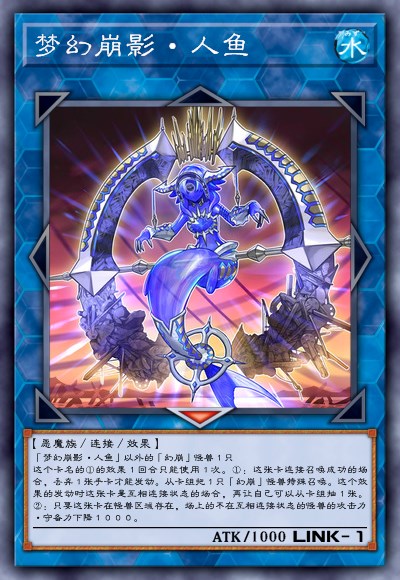 梦幻崩影・人鱼
水
【恶魔族/连接/效果】
「梦幻崩影・人鱼」以外的「幻崩」怪兽1只
这个卡名的①的效果1回合只能使用1次。①:这张卡连接召唤成功的场
合,丢弃1张手卡才能发动。从卡组把1只「幻崩」怪兽特殊召唤。这个效
果的发动时这张卡是互相连接状态的场合,再让自己可以从卡组抽1张。
②:只要这张卡在怪兽区域存在,场上的不在互相连接状态的怪兽的攻击力
・守备力下降1000。
ATK/1000 LINK-1